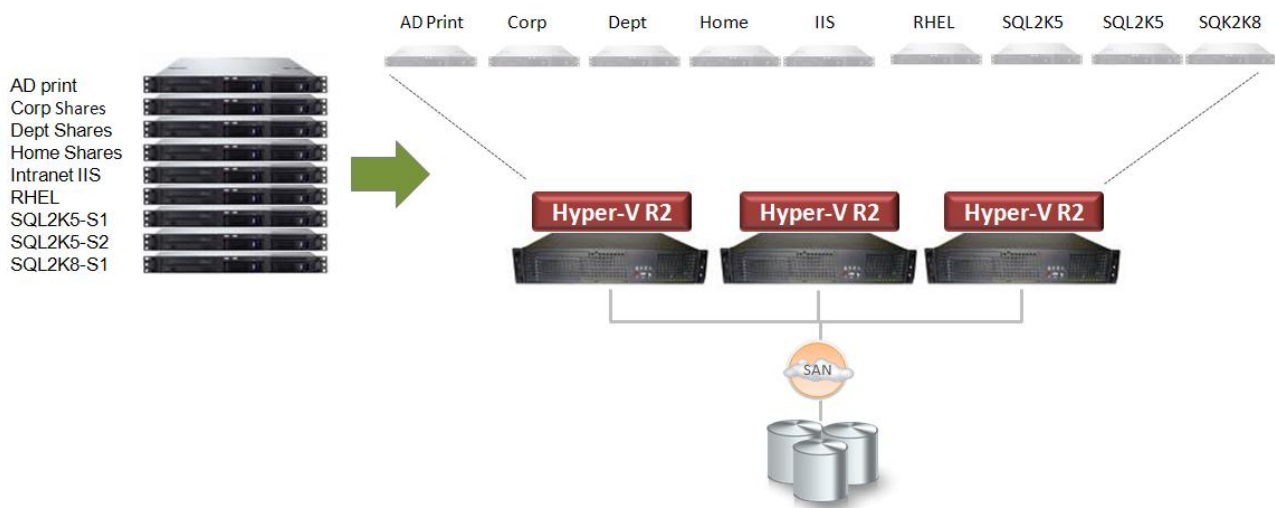 AD Print Corp Dept Home IIS RHEL SQL2K5 SQL2K5 SQK2K8
AD print
Corp Shares
Dept Shares
Home Shares
Intranet IIS
RHEL
SQL2K5-S1
SQL2K5-S2
SQL2K8-S1
Hyper-V R2 Hyper-V R2 Hyper-V R2
SAN